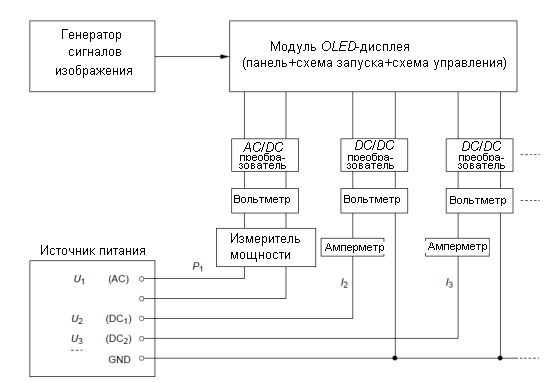 Генератор
сигналов
изображения
Модуль OLED-дисплея
(панель+схема запуска+схема управления)
AC/DC
преобра-
зователь
DC/DC
преобра-
зователь
DC/DC
преобра-
зователь
Вольтметр
Вольтметр
Вольтметр
Измеритель
мощности
Амперметр
Амперметр
Источник питания
P1
I2
I3
U1 (AC)
U2 (DC1)
U3 (DC2)
GND